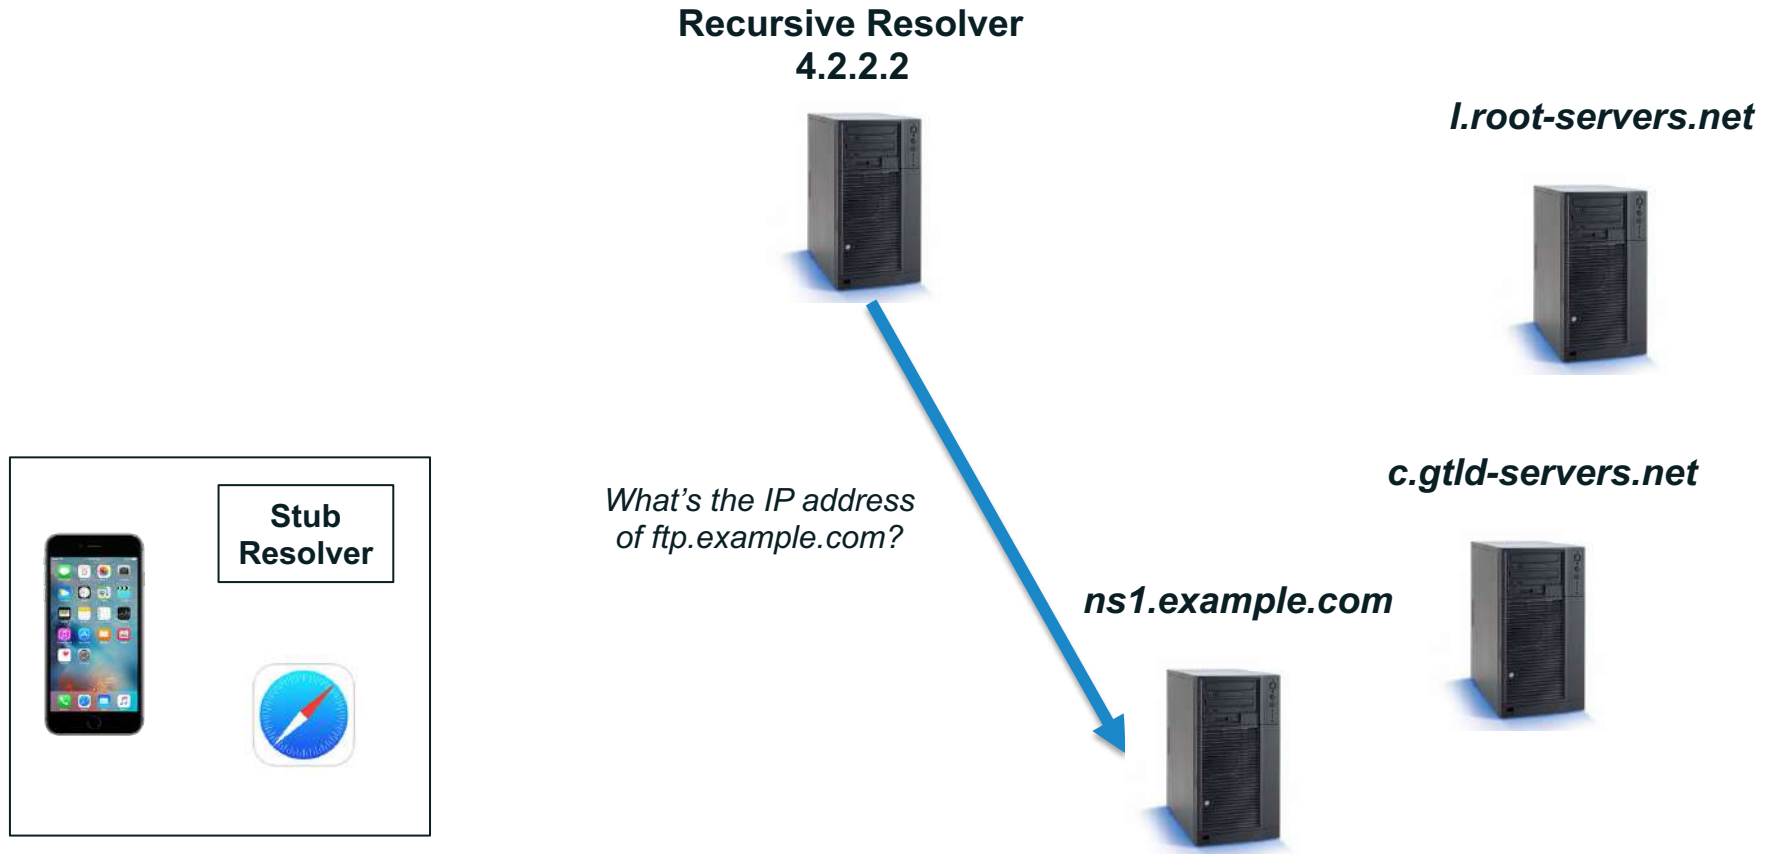 Recursive Resolver
4.2.2.2
l.root-servers.net
c.gtld-servers.net
What’s the IP address
of ftp.example.com?
Stub
Resolver
ns1.example.com